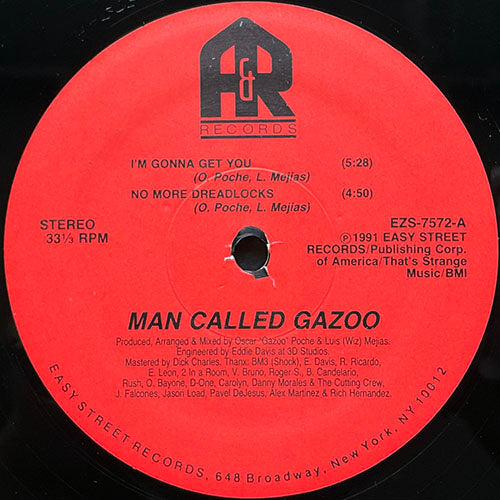 A&R
RECORDS
I'M GONNA GET YOU (5:28)
(O. Poche, L. Mejias)
NO MORE DREADLOCKS (4:50)
(O. Poche, L. Mejias)
STEREO
33⅓ RPM
EZS-7572-A
℗1991 EASY STREET
RECORDS/Publishing Corp.
of America/That's Strange
Music/BMI
MAN CALLED GAZOO
Produced, Arranged & Mixed by Oscar "Gazoo" Poche & Luis (Wiz) Mejias.
Engineered by Eddie Davis at 3D Studios.
Mastered by Dick Charles. Thanx: BM3 (Shock), E. Davis, R. Ricardo,
E. Leon, 2 In a Room, V. Bruno, Roger S., B. Candelario,
Rush, O. Bayone, D-One, Carolyn, Danny Morales & The Cutting Crew,
J. Falcones, Jason Load, Pavel DeJesus, Alex Martinez & Rich Hernandez.
EASY STREET RECORDS, 648 Broadway, New York, NY 10012